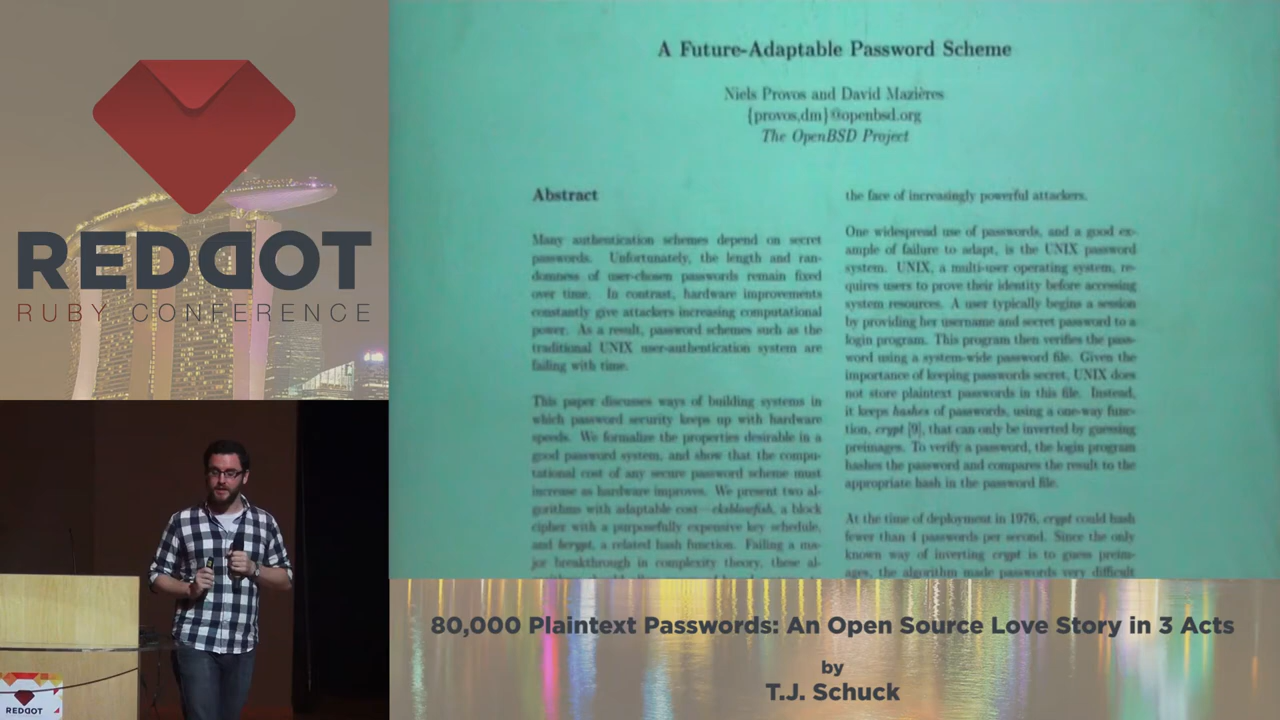 REDDOT
RUBY CONFERENCE
A Future-Adaptable Password Scheme
Niels Provos and David Mazières
{provos,dm}@openbsd.org
The OpenBSD Project
Abstract
Many authentication schemes depend on secret
passwords. Unfortunately, the length and ran-
domness of user-chosen passwords remain fixed
over time. In contrast, hardware improvements
constantly give attackers increasing computational
power. As a result, password schemes such as the
traditional UNIX user-authentication system are
failing with time.
This paper discusses ways of building systems in
which password security keeps up with hardware
speeds. We formalize the properties desirable in a
good password system, and show that the compu-
tational cost of any secure password scheme must
increase as hardware improves. We present two al-
gorithms with adaptable cost—eksblowfish, a block
cipher with a purposefully expensive key schedule,
and bcrypt, a related hash function. Failing a ma-
jor breakthrough in complexity theory, these al-
the face of increasingly powerful attackers.
One widespread use of passwords, and a good ex-
ample of failure to adapt, is the UNIX password
system. UNIX, a multi-user operating system, re-
quires users to prove their identity before accessing
system resources. A user typically begins a session
by providing her username and secret password to a
login program. This program then verifies the pass-
word using a system-wide password file. Given the
importance of keeping passwords secret, UNIX does
not store plaintext passwords in this file. Instead,
it keeps hashes of passwords, using a one-way func-
tion, crypt [9], that can only be inverted by guessing
preimages. To verify a password, the login program
hashes the password and compares the result to the
appropriate hash in the password file.
At the time of deployment in 1976, crypt could hash
fewer than 4 passwords per second. Since the only
known way of inverting crypt is to guess preim-
ages, the algorithm made passwords very difficult
80,000 Plaintext Passwords: An Open Source Love Story in 3 Acts
by
T.J. Schuck
REDDOT